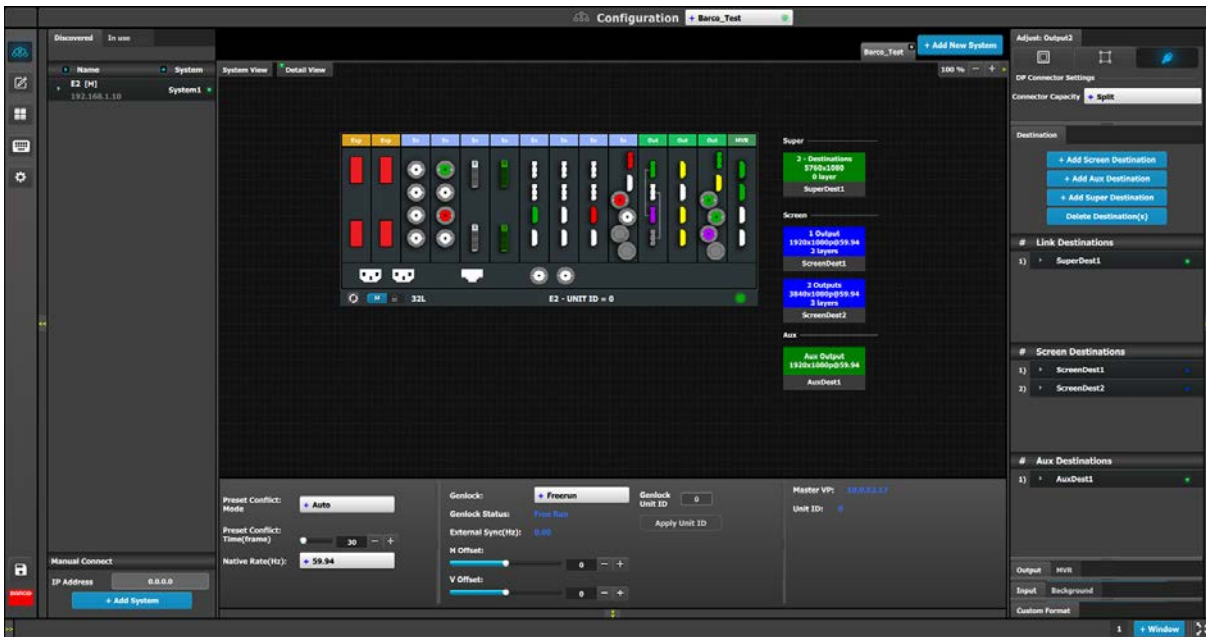 Configuration + Barco_Test
Discovered In use
Name System
E2 [H] System1
192.168.1.10
Barco_Test + Add New System
System View Detail View 100 % − +
Exp Exp In In In In In In In Out Out Out MVR
M 32L E2 - UNIT ID = 0
Super
2 - Destinations
5760x1080
0 layer
SuperDest1
Screen
1 Output
1920x1080p@59.94
2 layers
ScreenDest1
2 Outputs
3840x1080p@59.94
3 layers
ScreenDest2
Aux
Aux Output
1920x1080p@59.94
AuxDest1
Preset Conflict:
Mode
+ Auto
Preset Conflict:
Time(frame)
30 − +
Native Rate(Hz): + 59.94
Genlock: + Freerun
Genlock Status: Free Run
External Sync(Hz): 0.00
H Offset:
0 − +
V Offset:
0 − +
Genlock
Unit ID
0
Apply Unit ID
Master VP:
Unit ID: 0
Manual Connect
IP Address 0.0.0.0
+ Add System
BARCO
Adjust: Output2
DP Connector Settings
Connector Capacity + Split
Destination
+ Add Screen Destination
+ Add Aux Destination
+ Add Super Destination
Delete Destination(s)
# Link Destinations
1) SuperDest1
# Screen Destinations
1) ScreenDest1
2) ScreenDest2
# Aux Destinations
1) AuxDest1
Output MVR
Input Background
Custom Format
1 + Window